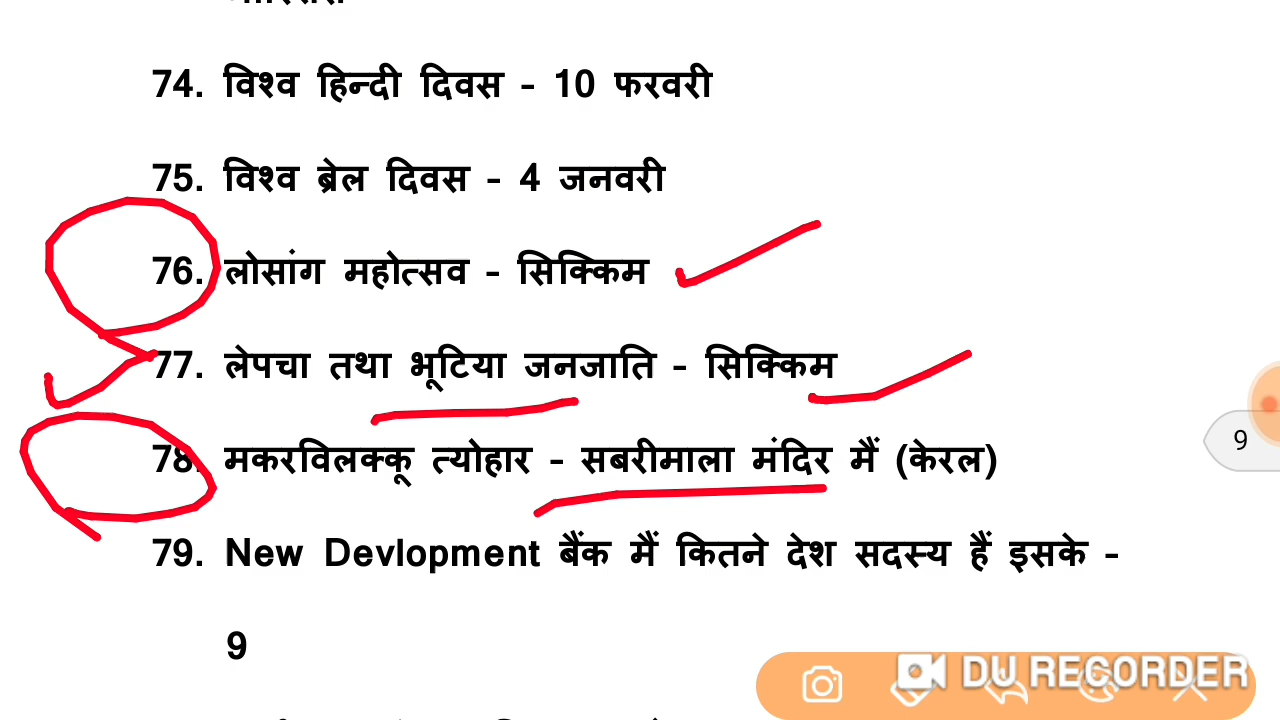 74. विश्व हिन्दी दिवस - 10 फरवरी
75. विश्व ब्रेल दिवस - 4 जनवरी
76. लोसांग महोत्सव - सिक्किम
77. लेपचा तथा भूटिया जनजाति - सिक्किम
78. मकरविलक्कू त्योहार - सबरीमाला मंदिर मैं (केरल)
79. New Devlopment बैंक मैं कितने देश सदस्य हैं इसके -
9
9
DU RECORDER